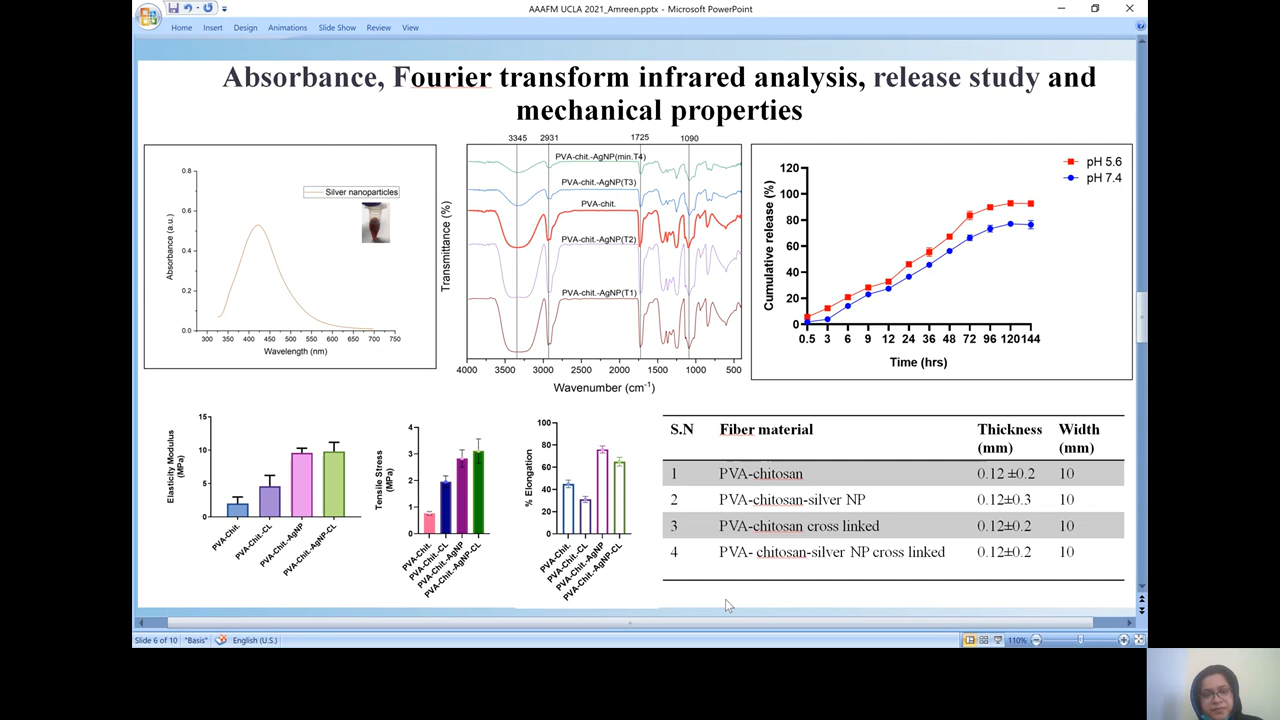 AAAFM UCLA 2021_Amreen.pptx - Microsoft PowerPoint
Home Insert Design Animations Slide Show Review View
Absorbance, Fourier transform infrared analysis, release study and
mechanical properties
0.8
0.6
0.4
0.2
0.0
300 350 400 450 500 550 600 650 700 750
Absorbance (a.u.)
Wavelength (nm)
Silver nanoparticles
3345 2931 1725 1090
PVA-chit.-AgNP(min.T4)
PVA-chit.-AgNP(T3)
PVA-chit.
PVA-chit.-AgNP(T2)
PVA-chit.-AgNP(T1)
Transmittance (%)
4000 3500 3000 2500 2000 1500 1000 500
Wavenumber (cm⁻¹)
pH 5.6
pH 7.4
120
100
80
60
40
20
0
Cumulative release (%)
0.5 3 6 9 12 24 36 48 72 96 120 144
Time (hrs)
15
10
5
0
Elasticity Modulus
(MPa)
PVA-Chit.
PVA-Chit.-CL
PVA-Chit.-AgNP
PVA-Chit.-AgNP-CL
4
3
2
1
0
Tensile Stress
(MPa)
PVA-Chit.
PVA-Chit.-CL
PVA-Chit.-AgNP
PVA-Chit.-AgNP-CL
100
80
60
40
20
0
% Elongation
PVA-Chit.
PVA-Chit.-CL
PVA-Chit.-AgNP
PVA-Chit.-AgNP-CL
S.N Fiber material Thickness Width
(mm) (mm)
1 PVA-chitosan 0.12 ±0.2 10
2 PVA-chitosan-silver NP 0.12±0.3 10
3 PVA-chitosan cross linked 0.12±0.2 10
4 PVA- chitosan-silver NP cross linked 0.12±0.2 10
Slide 6 of 10 "Basis" English (U.S.) 110%